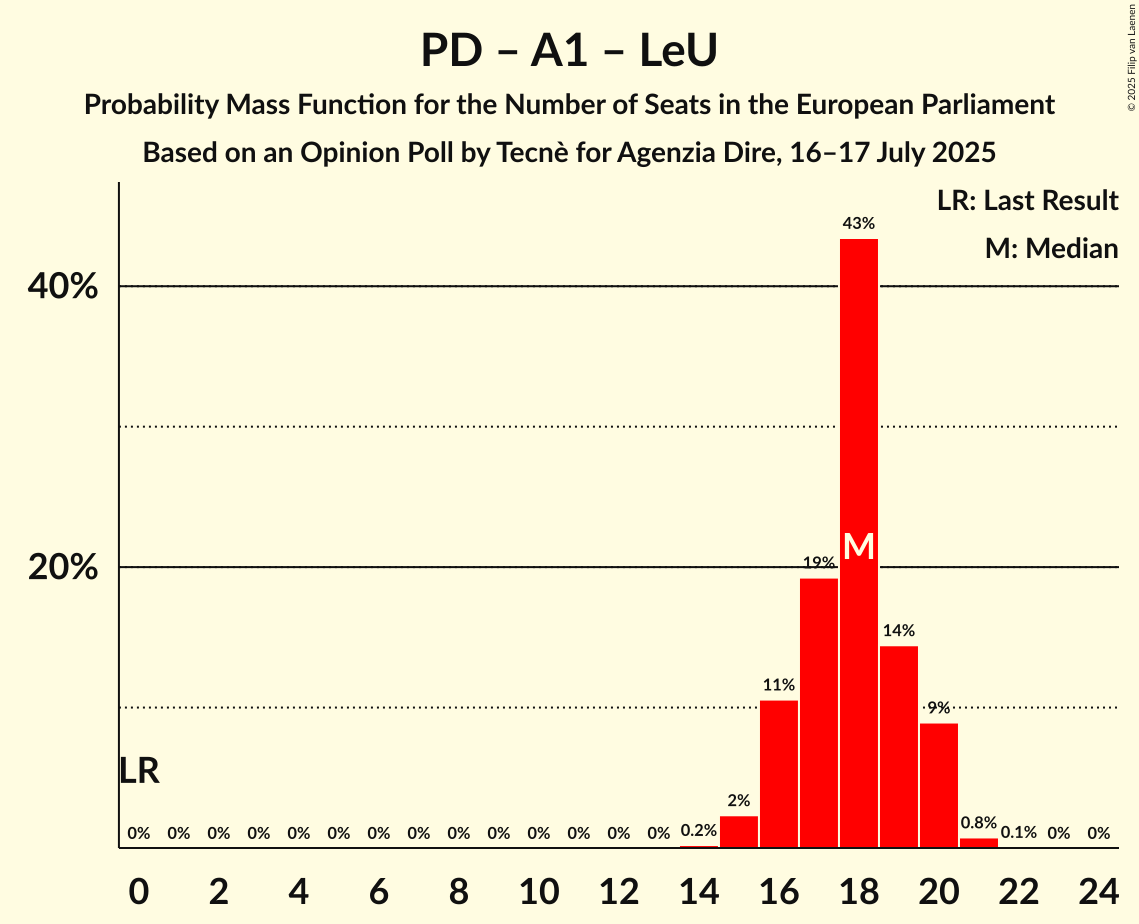 PD – A1 – LeU
Probability Mass Function for the Number of Seats in the European Parliament
Based on an Opinion Poll by Tecnè for Agenzia Dire, 16–17 July 2025
© 2025 Filip van Laenen
LR: Last Result
M: Median
40%
20%
43%
M
19%
14%
11%
9%
LR
0% 0% 0% 0% 0% 0% 0% 0% 0% 0% 0% 0% 0% 0% 0.2% 2% 0.8% 0.1% 0% 0%
0 2 4 6 8 10 12 14 16 18 20 22 24